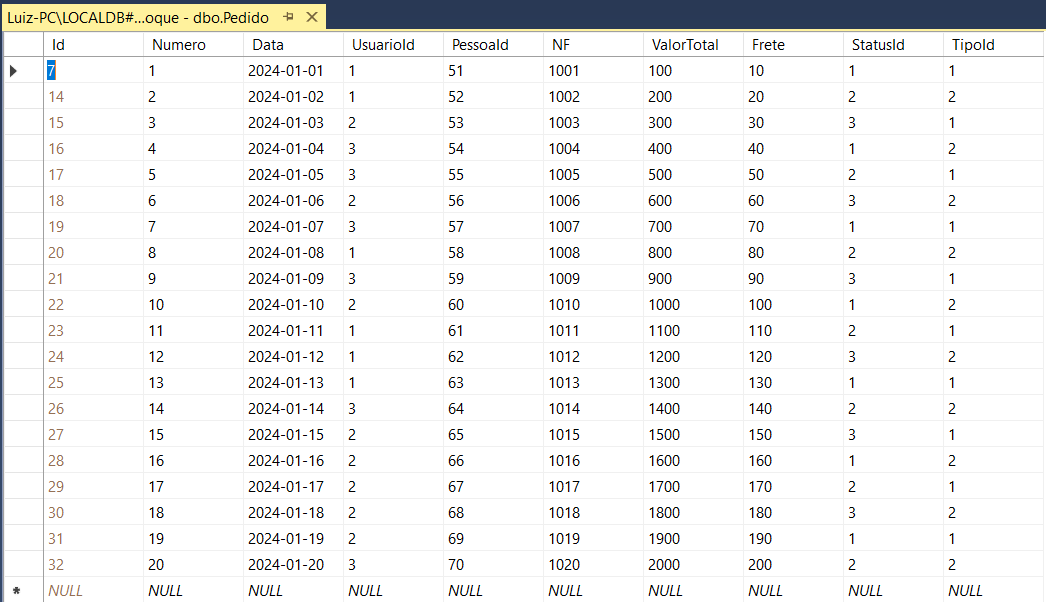 Luiz-PC\LOCALDB#...oque - dbo.Pedido
Id Numero Data UsuarioId PessoaId NF ValorTotal Frete StatusId TipoId
7 1 2024-01-01 1 51 1001 100 10 1 1
14 2 2024-01-02 1 52 1002 200 20 2 2
15 3 2024-01-03 2 53 1003 300 30 3 1
16 4 2024-01-04 3 54 1004 400 40 1 2
17 5 2024-01-05 3 55 1005 500 50 2 1
18 6 2024-01-06 2 56 1006 600 60 3 2
19 7 2024-01-07 3 57 1007 700 70 1 1
20 8 2024-01-08 1 58 1008 800 80 2 2
21 9 2024-01-09 3 59 1009 900 90 3 1
22 10 2024-01-10 2 60 1010 1000 100 1 2
23 11 2024-01-11 1 61 1011 1100 110 2 1
24 12 2024-01-12 1 62 1012 1200 120 3 2
25 13 2024-01-13 1 63 1013 1300 130 1 1
26 14 2024-01-14 3 64 1014 1400 140 2 2
27 15 2024-01-15 2 65 1015 1500 150 3 1
28 16 2024-01-16 2 66 1016 1600 160 1 2
29 17 2024-01-17 2 67 1017 1700 170 2 1
30 18 2024-01-18 2 68 1018 1800 180 3 2
31 19 2024-01-19 2 69 1019 1900 190 1 1
32 20 2024-01-20 3 70 1020 2000 200 2 2
* NULL NULL NULL NULL NULL NULL NULL NULL NULL NULL